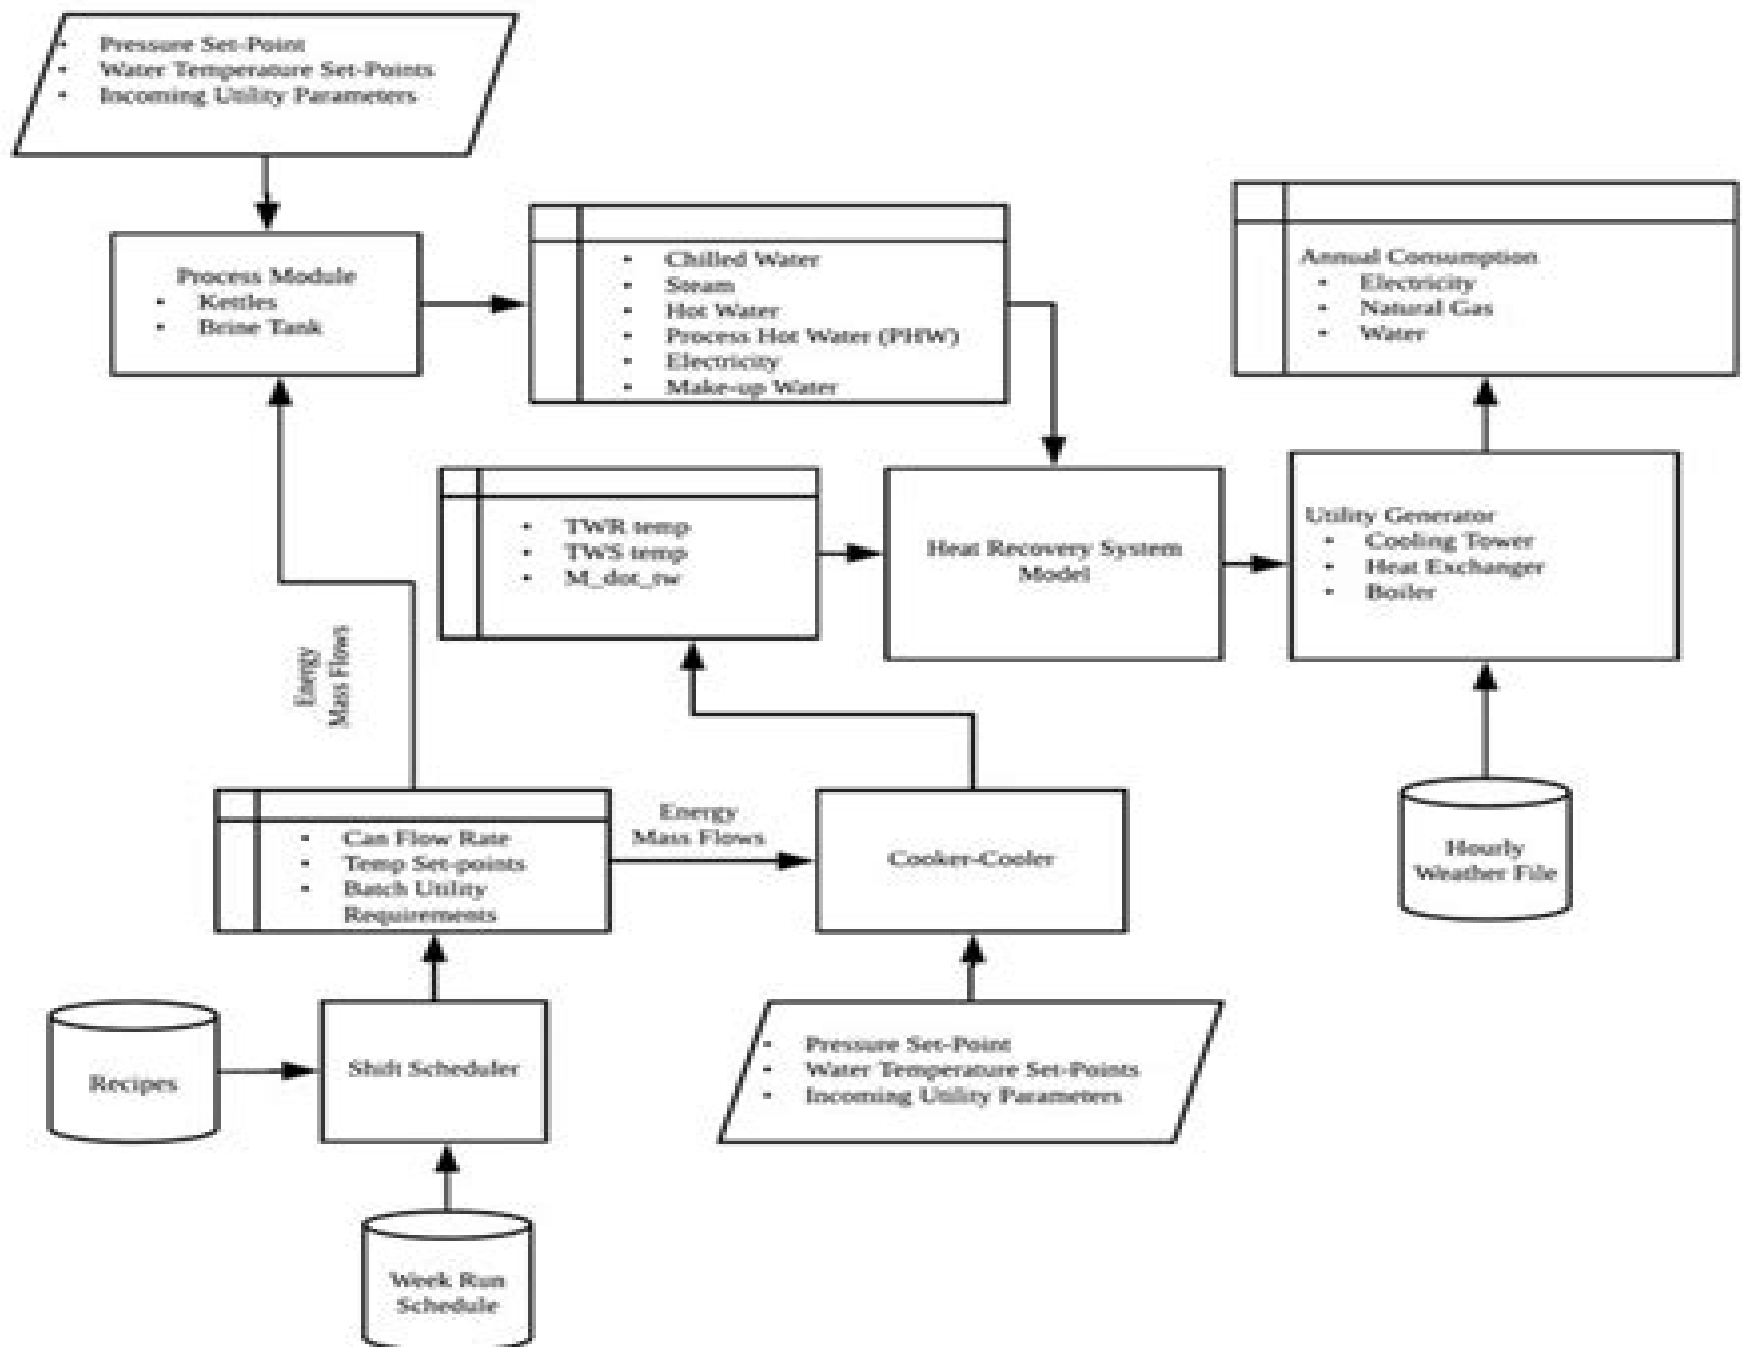 • Pressure Set-Point
• Water Temperature Set-Points
• Incoming Utility Parameters
Process Module
• Kettles
• Brine Tank
• Chilled Water
• Steam
• Hot Water
• Process Hot Water (PHW)
• Electricity
• Make-up Water
Annual Consumption
• Electricity
• Natural Gas
• Water
• TWR temp
• TWS temp
• M_dot_tw
Heat Recovery System
Model
Utility Generator
• Cooling Tower
• Heat Exchanger
• Boiler
Energy
Mass Flows
• Can Flow Rate
• Temp Set-points
• Batch Utility
Requirements
Energy
Mass Flows
Cooker-Cooler
Hourly
Weather File
Recipes
Shift Scheduler
• Pressure Set-Point
• Water Temperature Set-Points
• Incoming Utility Parameters
Week Run
Schedule